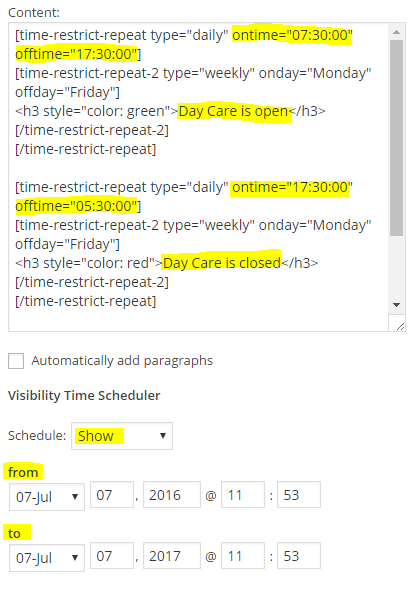 Content:
[time-restrict-repeat type="daily" ontime="07:30:00"
offtime="17:30:00"]
[time-restrict-repeat-2 type="weekly" onday="Monday"
offday="Friday"]
<h3 style="color: green">Day Care is open</h3>
[/time-restrict-repeat-2]
[/time-restrict-repeat]
[time-restrict-repeat type="daily" ontime="17:30:00"
offtime="05:30:00"]
[time-restrict-repeat-2 type="weekly" onday="Monday"
offday="Friday"]
<h3 style="color: red">Day Care is closed</h3>
[/time-restrict-repeat-2]
[/time-restrict-repeat]
Automatically add paragraphs
Visibility Time Scheduler
Schedule: Show
from
07-Jul 07 , 2016 @ 11 : 53
to
07-Jul 07 , 2017 @ 11 : 53